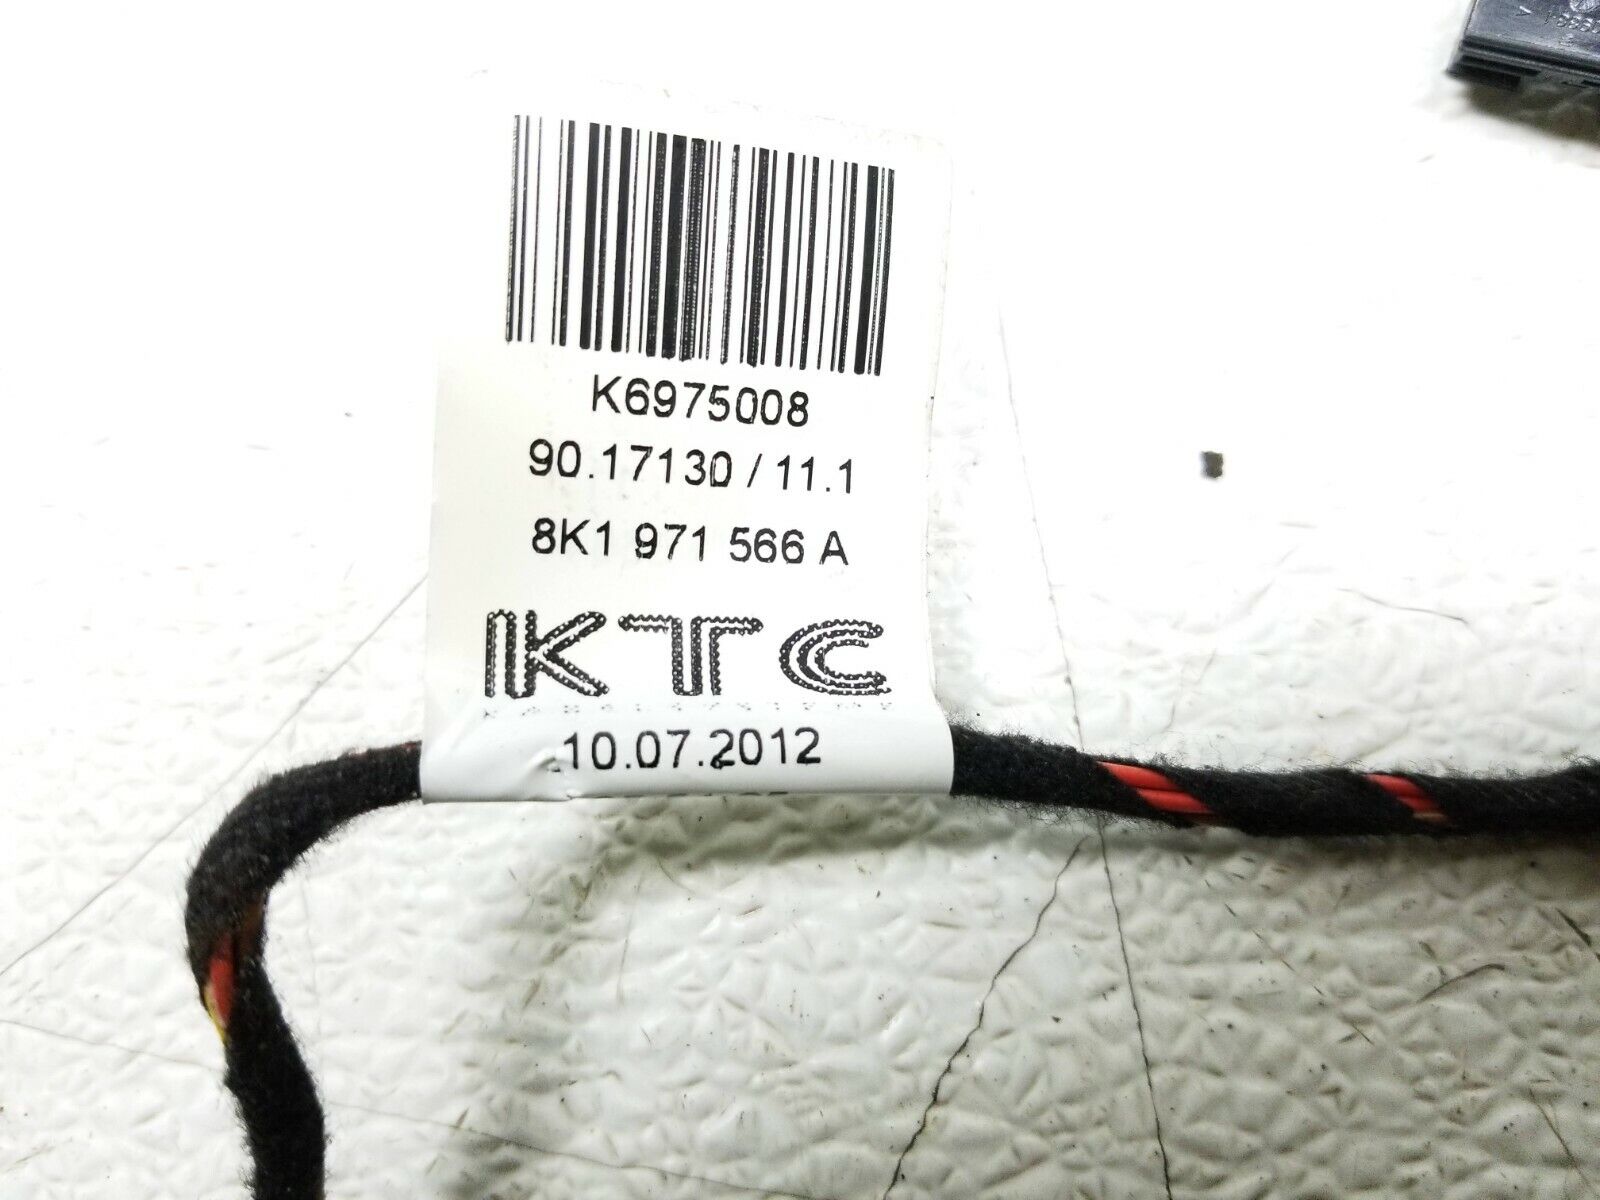 K6975008
90.17130 / 11.1
8K1 971 566 A
KTC
10.07.2012